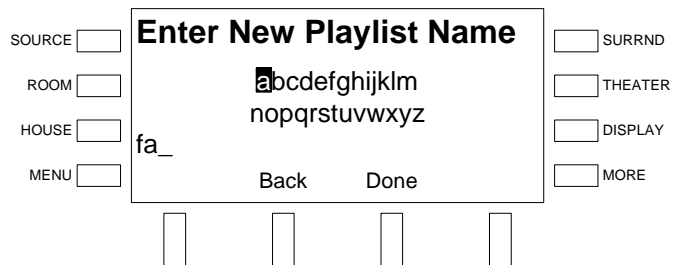 Enter New Playlist Name
SOURCE
SURRND
abcdefghijklm
ROOM
THEATER
nopqrstuvwxyz
HOUSE
DISPLAY
fa_
MENU
Back Done
MORE